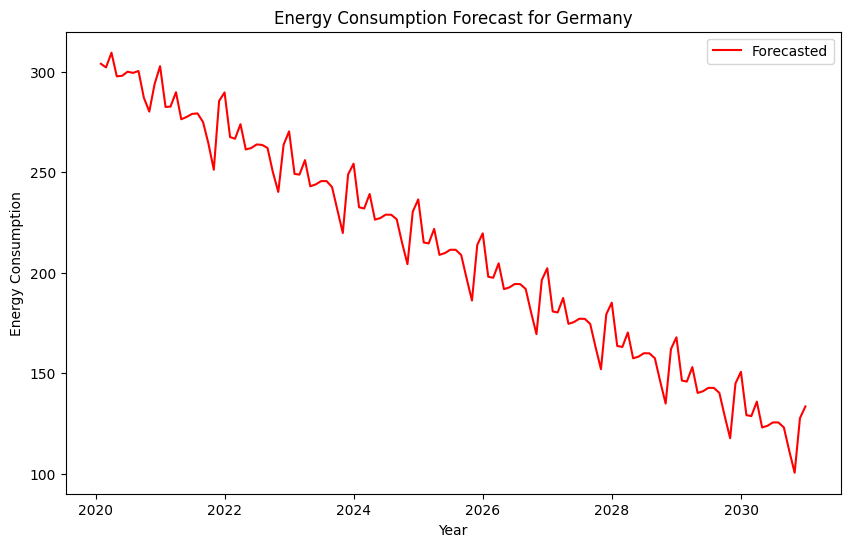 Energy Consumption Forecast for Germany
Forecasted
300
250
200
150
100
Energy Consumption
2020 2022 2024 2026 2028 2030
Year